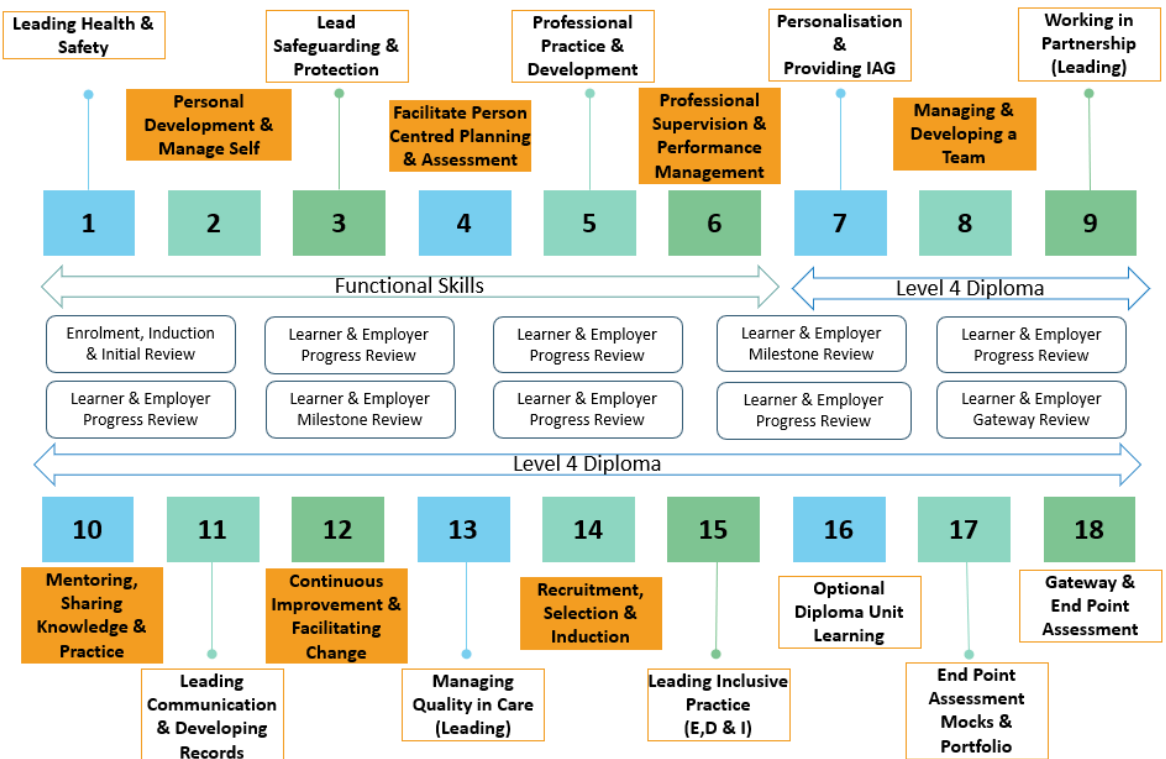 Leading Health &
Safety
Lead
Safeguarding &
Protection
Professional
Practice &
Development
Personalisation
&
Providing IAG
Working in
Partnership
(Leading)
Personal
Development &
Manage Self
Facilitate Person
Centred Planning
& Assessment
Professional
Supervision &
Performance
Management
Managing &
Developing a
Team
1
2
3
4
5
6
7
8
9
Functional Skills
Level 4 Diploma
Enrolment, Induction
& Initial Review
Learner & Employer
Progress Review
Learner & Employer
Progress Review
Learner & Employer
Milestone Review
Learner & Employer
Progress Review
Learner & Employer
Progress Review
Learner & Employer
Milestone Review
Learner & Employer
Progress Review
Learner & Employer
Progress Review
Learner & Employer
Gateway Review
Level 4 Diploma
10
11
12
13
14
15
16
17
18
Mentoring,
Sharing
Knowledge &
Practice
Continuous
Improvement &
Facilitating
Change
Recruitment,
Selection &
Induction
Optional
Diploma Unit
Learning
Gateway &
End Point
Assessment
Leading
Communication
& Developing
Records
Managing
Quality in Care
(Leading)
Leading Inclusive
Practice
(E,D & I)
End Point
Assessment
Mocks &
Portfolio